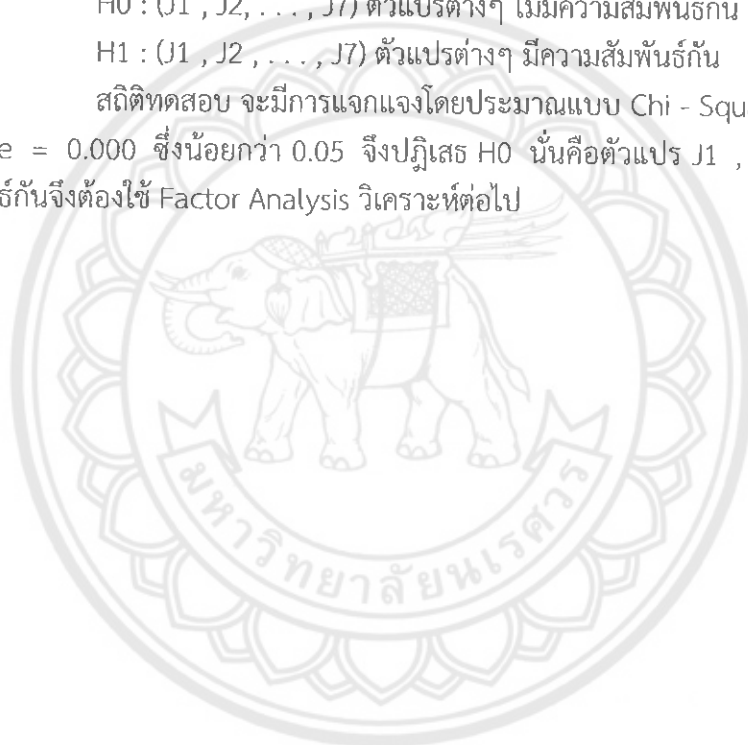 H0 : (J1 , J2, . . . , J7) ตัวแปรต่างๆ ไม่มีความสัมพันธ์กัน
H1 : (J1 , J2 , . . . , J7) ตัวแปรต่างๆ มีความสัมพันธ์กัน
สถิติทดสอบ จะมีการแจกแจงโดยประมาณแบบ Chi - Squ
e = 0.000 ซึ่งน้อยกว่า 0.05 จึงปฏิเสธ H0 นั่นคือตัวแปร J1 ,
ธ์กันจึงต้องใช้ Factor Analysis วิเคราะห์ต่อไป
มหาวิทยาลัยนเรศวร